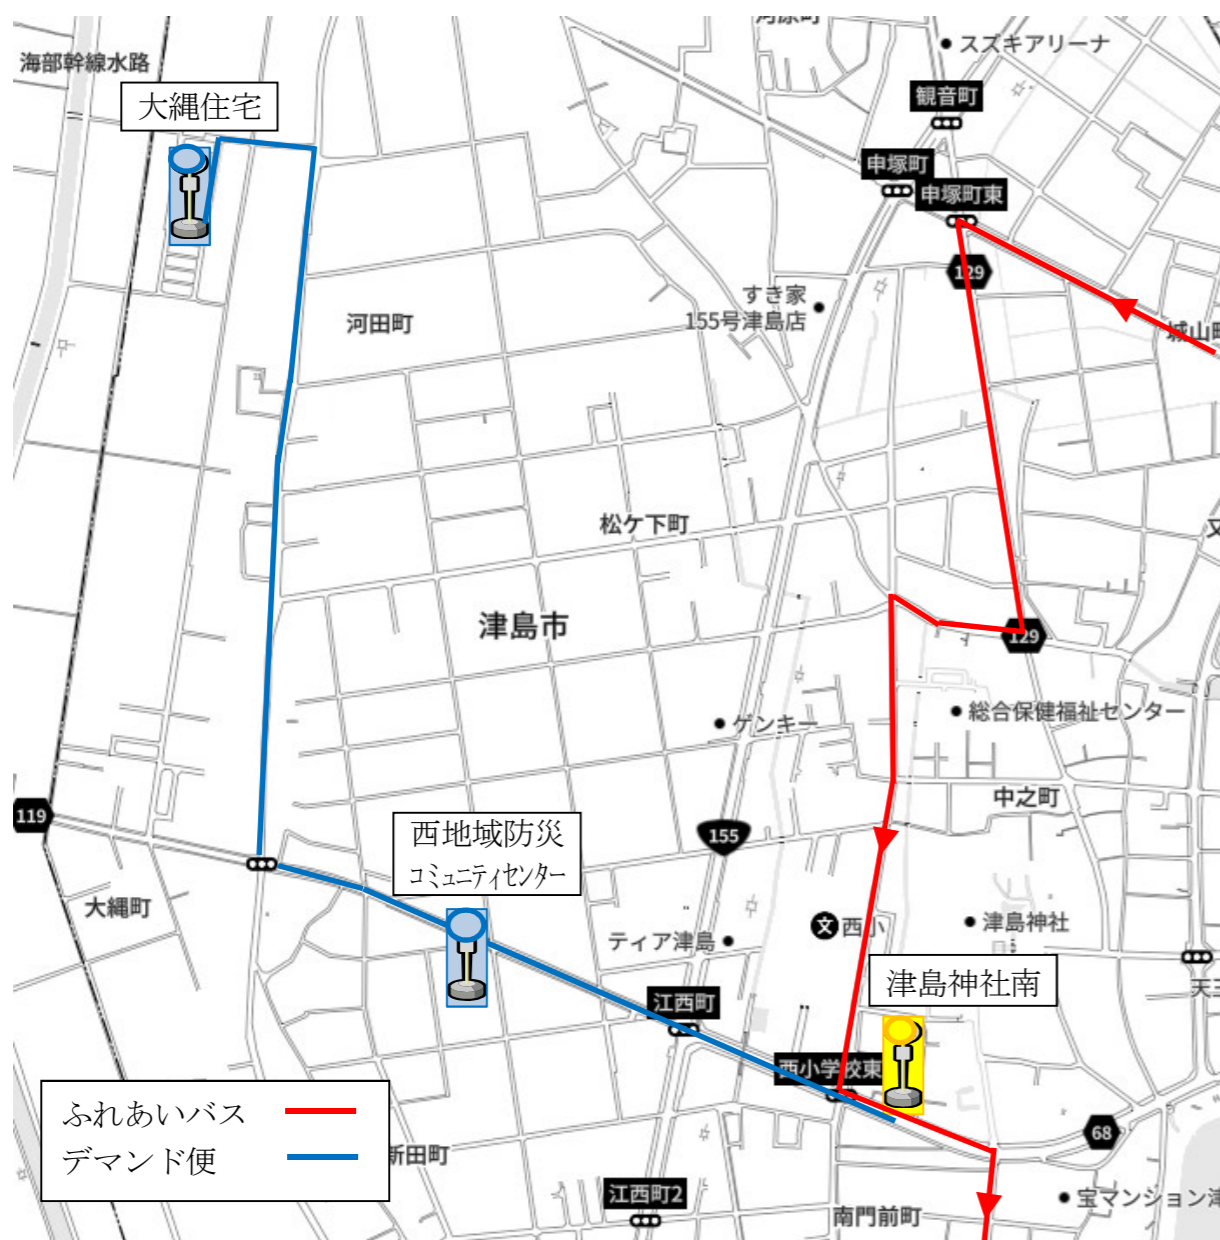 河原町
スズキアリーナ
海部幹線水路
観音町
大縄住宅
申塚町
申塚町東
129
すき家
155号津島店
河田町
城山町
松ケ下町
又
津島市
129
総合保健福祉センター
ゲンキー
中之町
119
155
西地域防災
コミュニティセンター
大縄町
文
西小
津島神社
ティア津島
津島神社南
天王
江西町
西小学校東
ふれあいバス
デマンド便
新田町
68
江西町2
南門前町
宝マンション津